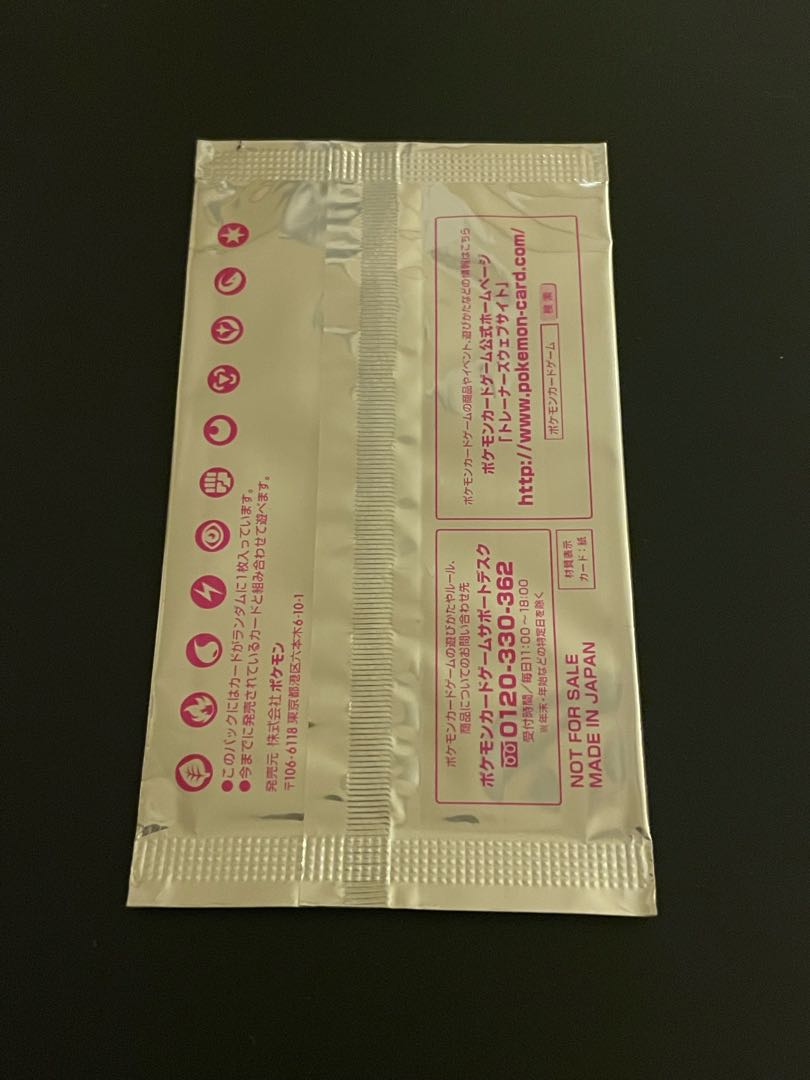 ●このパックにはカードがランダムに1枚入っています。
●今までに発売されているカードと組み合わせて遊べます。
発売元 株式会社ポケモン
〒106-6118 東京都港区六本木6-10-1
ポケモンカードゲームの遊びかたやルール、
商品についてのお問い合わせ先
ポケモンカードゲームサポートデスク
0120-330-362
受付時間/毎日11:00~18:00
※年末・年始などの特定日を除く
ポケモンカードゲームの商品やイベント、遊びかたなどの情報はこちら
ポケモンカードゲーム公式ホームページ
「トレーナーズウェブサイト」
http://www.pokemon-card.com/
ポケモンカードゲーム 検索
材質表示
カード:紙
NOT FOR SALE
MADE IN JAPAN